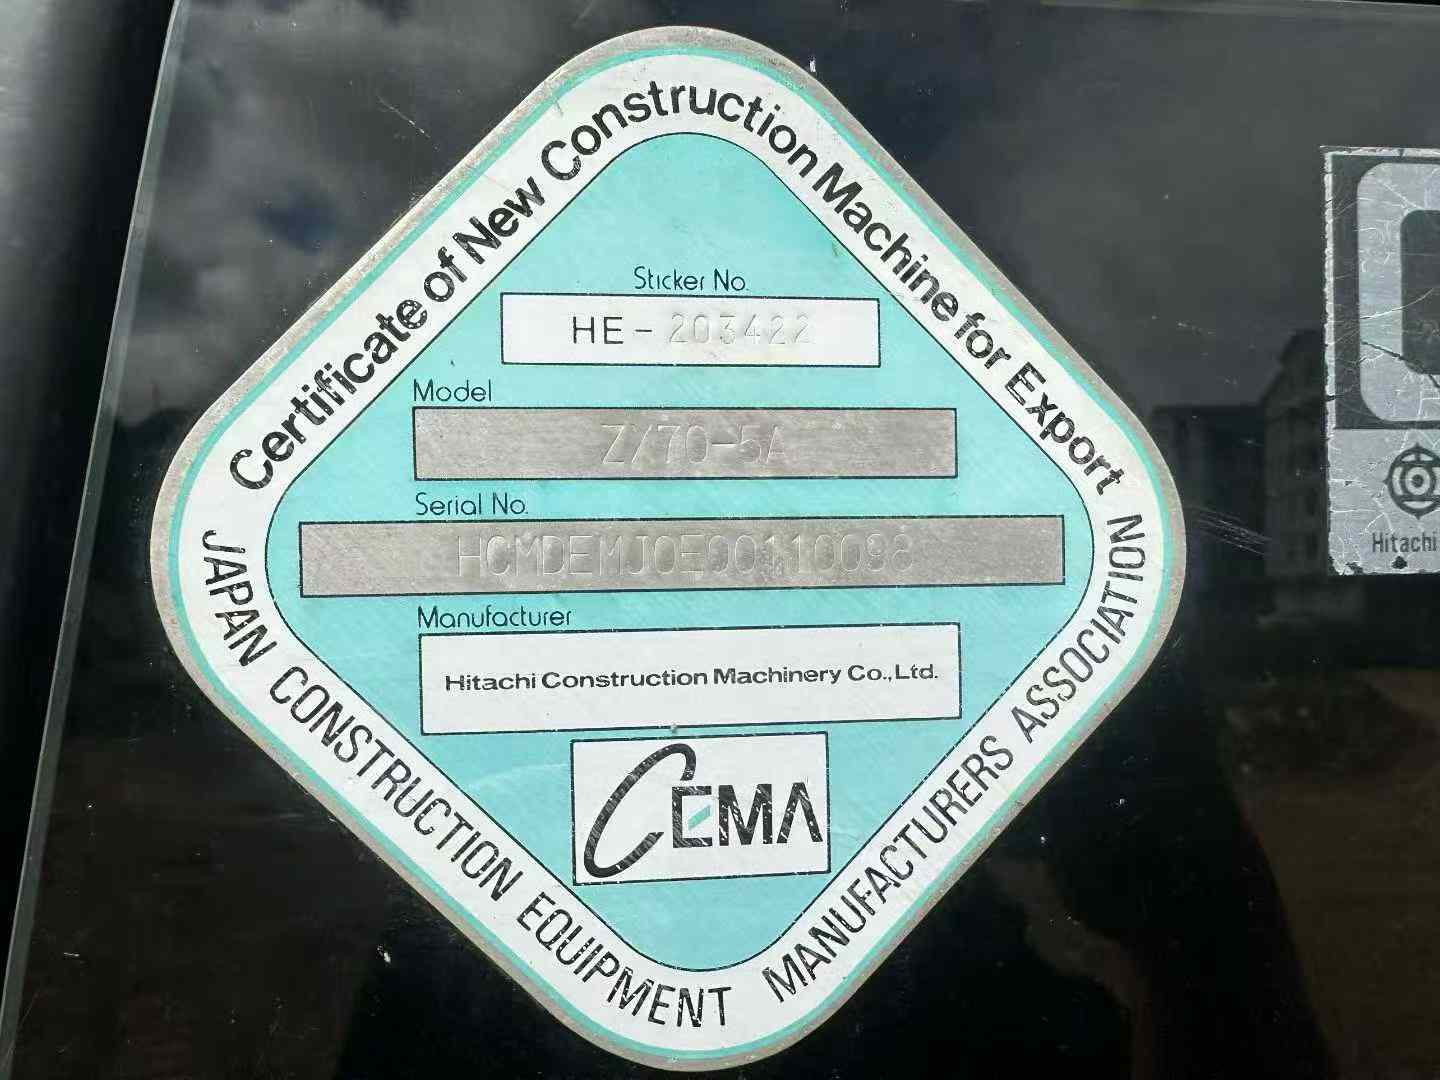 Certificate of New Construction Machine for Export
Sticker No.
HE-203422
Model
ZX70-5A
Serial No.
HCMDEMJ0E00110098
Manufacturer
Hitachi Construction Machinery Co.,Ltd.
CEMA
JAPAN CONSTRUCTION EQUIPMENT MANUFACTURERS ASSOCIATION
Hitachi